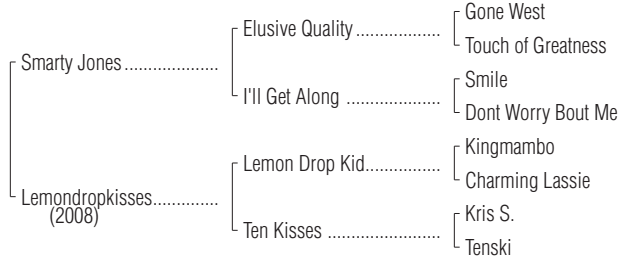 Gone West
Elusive Quality ..................
Touch of Greatness
Smarty Jones ....................
Smile
I'll Get Along ....................
Dont Worry Bout Me
Kingmambo
Lemon Drop Kid................
Charming Lassie
Lemondropkisses..............
(2008)
Kris S.
Ten Kisses ........................
Tenski